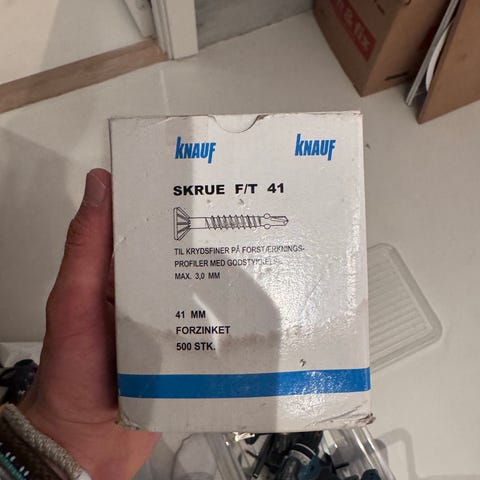 KNAUF KNAUF
SKRUE F/T 41
TIL KRYDSFINER PÅ FORSTÆRKNINGS-
PROFILER MED GODSTYKKELSE
MAX. 3,0 MM
41 MM
FORZINKET
500 STK.